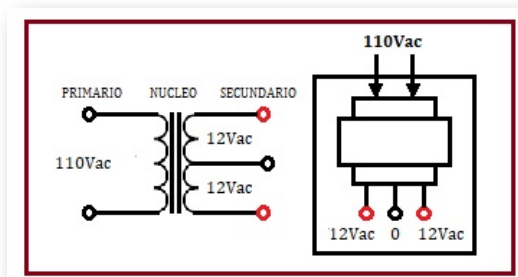 110Vac
PRIMARIO NUCLEO SECUNDARIO
12Vac
110Vac
12Vac
12Vac 0 12Vac